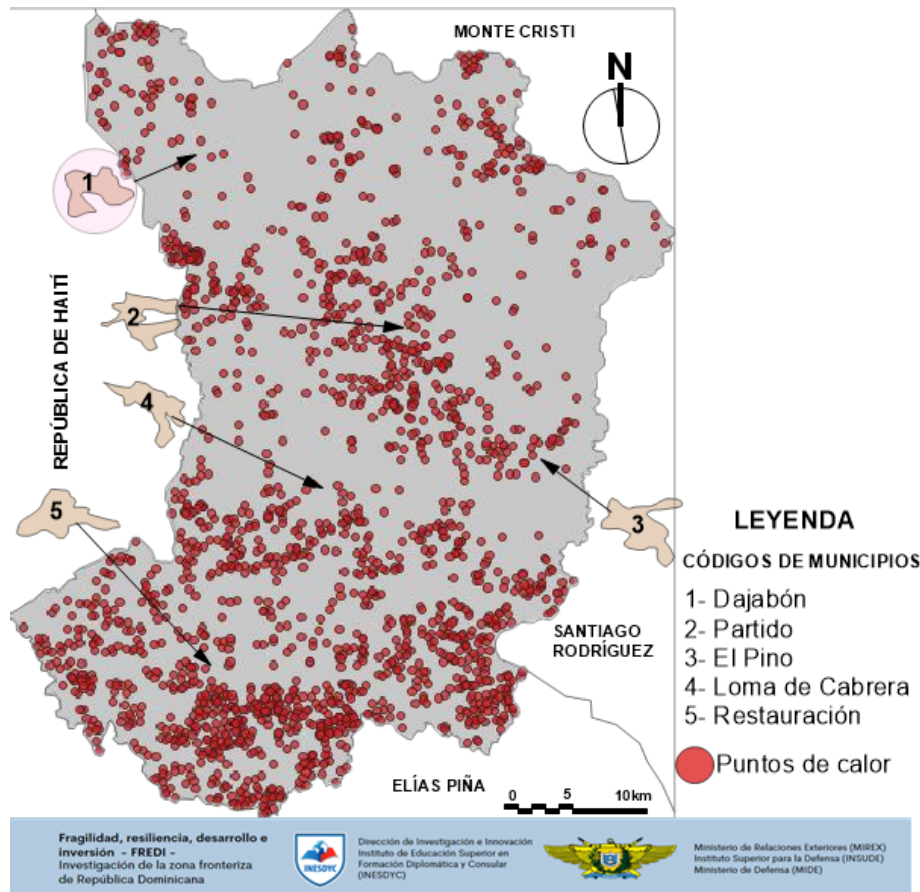 MONTE CRISTI
N
1
2
REPÚBLICA DE HAITÍ
4
5
3
LEYENDA
CÓDIGOS DE MUNICIPIOS
1- Dajabón
2- Partido
3- El Pino
4- Loma de Cabrera
5- Restauración
Puntos de calor
SANTIAGO
RODRÍGUEZ
ELÍAS PIÑA
0 5 10km
Fragilidad, resiliencia, desarrollo e
inversión – FREDI –
Investigación de la zona fronteriza
de República Dominicana
INESDYC
Dirección de Investigación e Innovación
Instituto de Educación Superior en
Formación Diplomática y Consular
(INESDYC)
Ministerio de Relaciones Exteriores (MIREX)
Instituto Superior para la Defensa (INSUDE)
Ministerio de Defensa (MIDE)